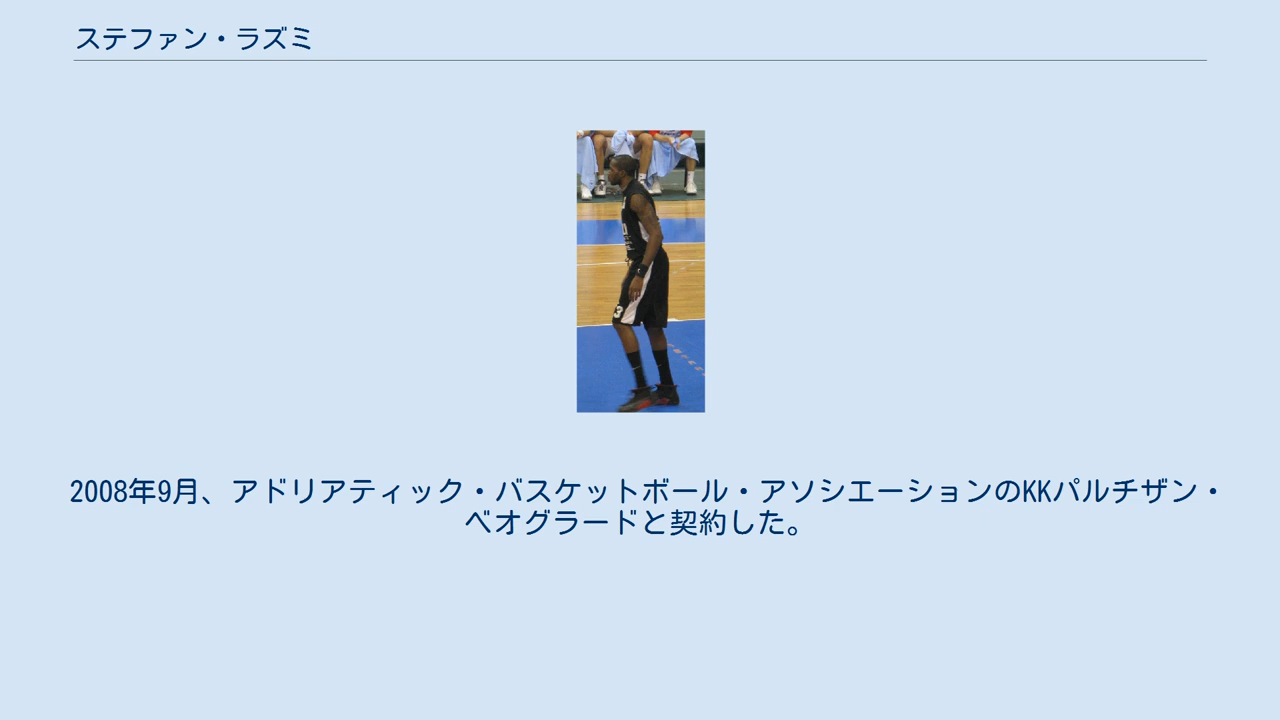 ステファン・ラズミ
3
2008年9月、アドリアティック・バスケットボール・アソシエーションのKKパルチザン・
ベオグラードと契約した。